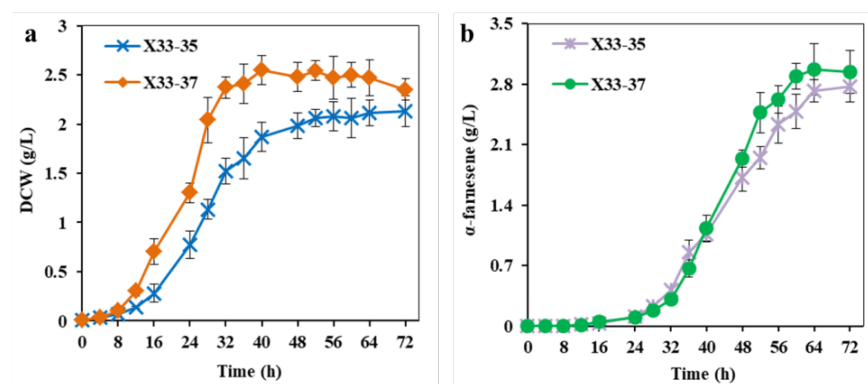 a
X33-35
X33-37
DCW (g/L)
3
2.5
2
1.5
1
0.5
0
0 8 16 24 32 40 48 56 64 72
Time (h)
b
X33-35
X33-37
α-farnesene (g/L)
3.5
2.8
2.1
1.4
0.7
0
0 8 16 24 32 40 48 56 64 72
Time (h)